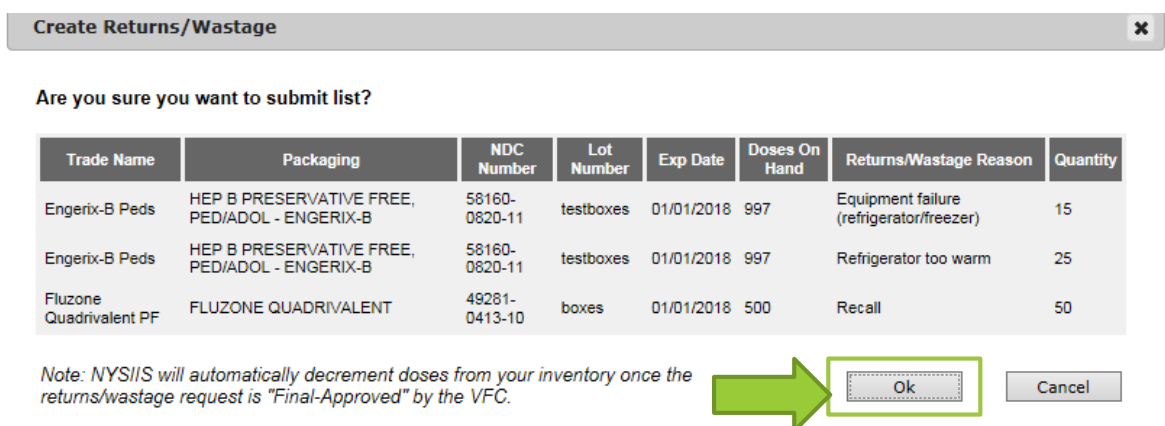 Create Returns/Wastage
Are you sure you want to submit list?
Trade Name Packaging NDC Number Lot Number Exp Date Doses On Hand Returns/Wastage Reason Quantity
Engerix-B Peds HEP B PRESERVATIVE FREE, PED/ADOL - ENGERIX-B 58160-0820-11 testboxes 01/01/2018 997 Equipment failure (refrigerator/freezer) 15
Engerix-B Peds HEP B PRESERVATIVE FREE, PED/ADOL - ENGERIX-B 58160-0820-11 testboxes 01/01/2018 997 Refrigerator too warm 25
Fluzone Quadrivalent PF FLUZONE QUADRIVALENT 49281-0413-10 boxes 01/01/2018 500 Recall 50
Note: NYSIIS will automatically decrement doses from your inventory once the
returns/wastage request is "Final-Approved" by the VFC.
Ok Cancel